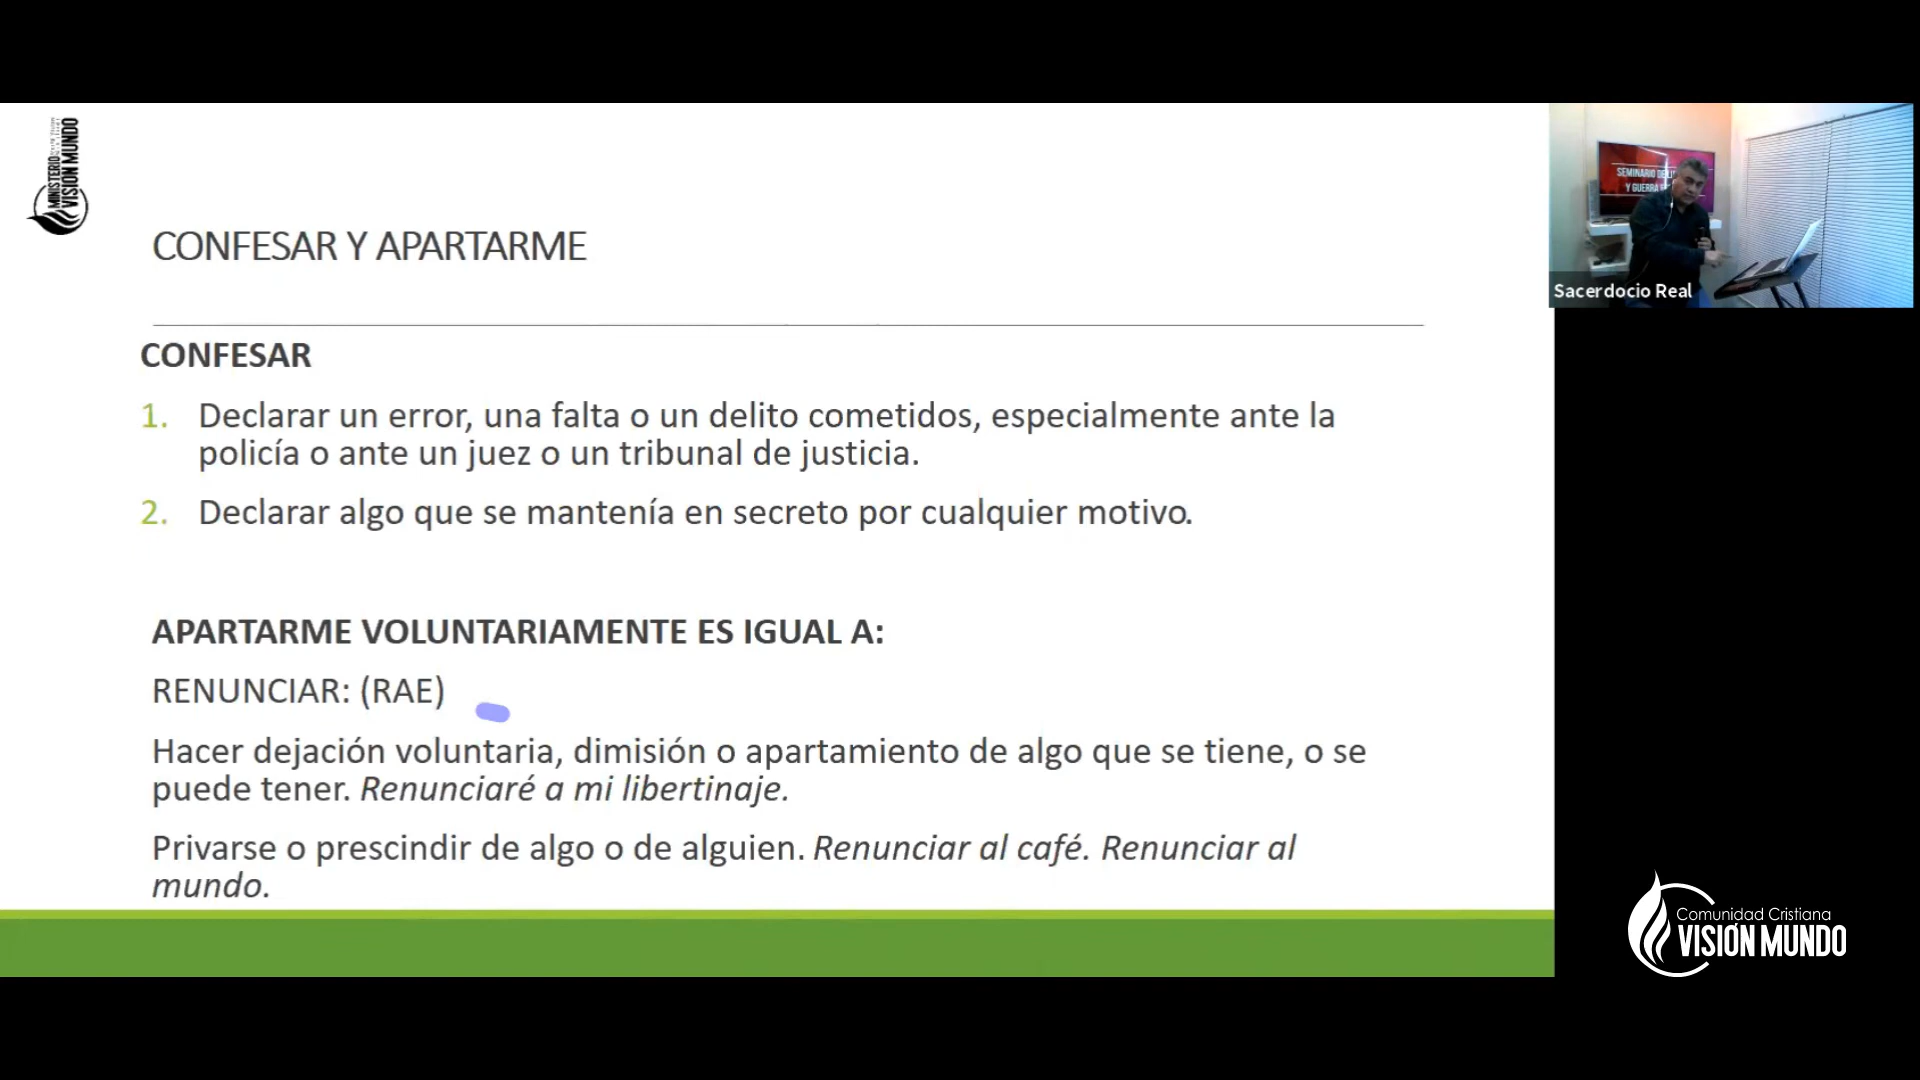 MINISTERIO
VISIÓN MUNDO
CONFESAR Y APARTARME
CONFESAR
1. Declarar un error, una falta o un delito cometidos, especialmente ante la
policía o ante un juez o un tribunal de justicia.
2. Declarar algo que se mantenía en secreto por cualquier motivo.
APARTARME VOLUNTARIAMENTE ES IGUAL A:
RENUNCIAR: (RAE)
Hacer dejación voluntaria, dimisión o apartamiento de algo que se tiene, o se
puede tener. Renunciaré a mi libertinaje.
Privarse o prescindir de algo o de alguien. Renunciar al café. Renunciar al
mundo.
SEMINARIO
Y GUERRA
Sacerdocio Real
Comunidad Cristiana
VISIÓN MUNDO